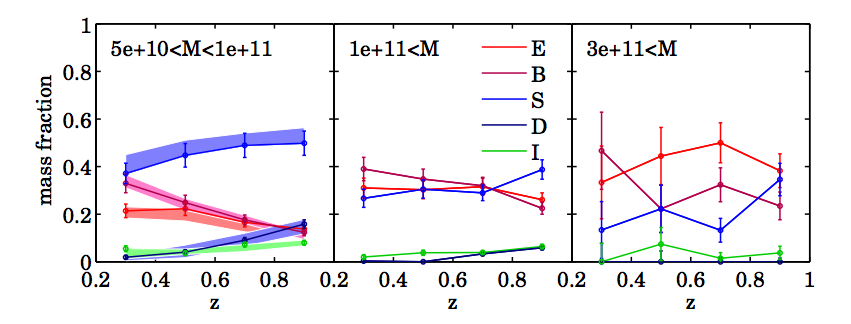 1
0.8
0.6
0.4
0.2
0
mass fraction
5e+10<M<1e+11
1e+11<M
3e+11<M
E
B
S
D
I
0.2 0.4 0.6 0.8 0.2 0.4 0.6 0.8 0.2 0.4 0.6 0.8 1
z z z